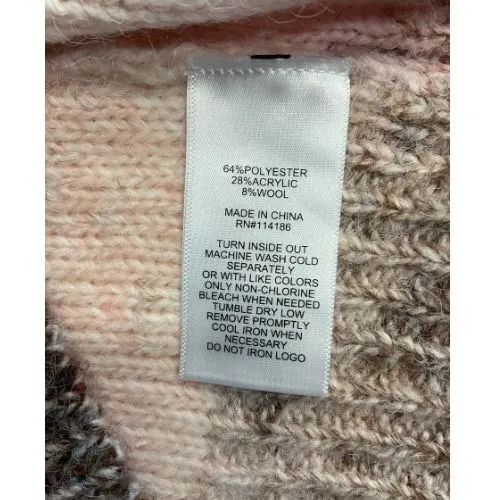 64%POLYESTER
28%ACRYLIC
8%WOOL
MADE IN CHINA
RN#114186
TURN INSIDE OUT
MACHINE WASH COLD
SEPARATELY
OR WITH LIKE COLORS
ONLY NON-CHLORINE
BLEACH WHEN NEEDED
TUMBLE DRY LOW
REMOVE PROMPTLY
COOL IRON WHEN
NECESSARY
DO NOT IRON LOGO